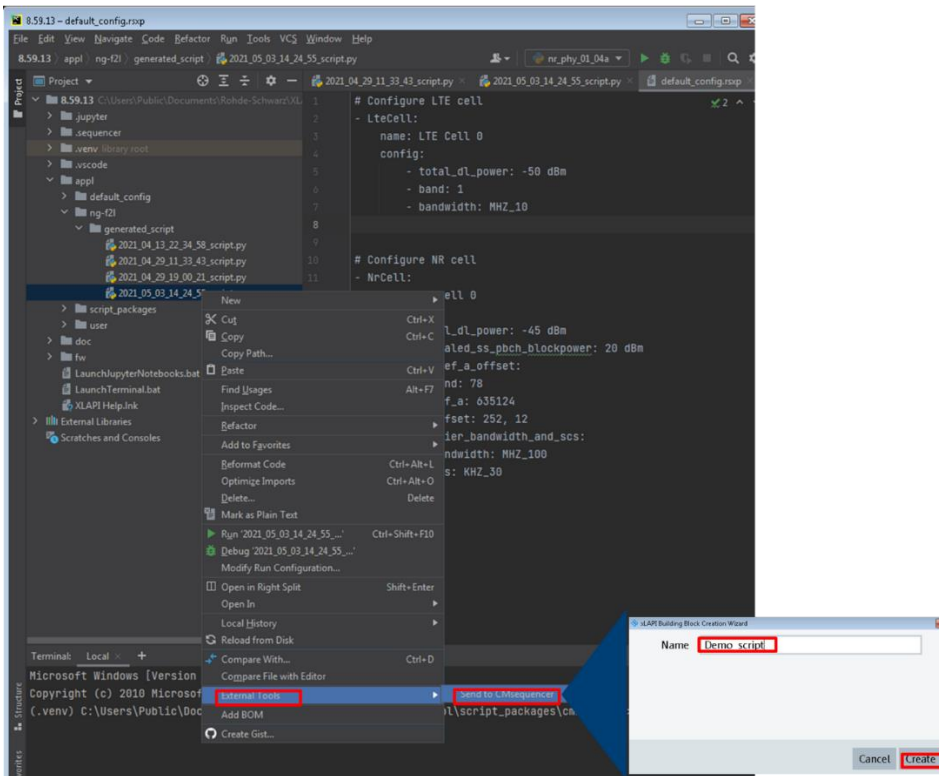 8.59.13 – default_config.rsxp
File Edit View Navigate Code Refactor Run Tools VCS Window Help
8.59.13 appl ng-f2l generated_script 2021_05_03_14_24_55_script.py
nr_phy_01_04a
Project
2021_04_29_11_33_43_script.py
2021_05_03_14_24_55_script.py
default_config.rsxp
Project
8.59.13 C:\Users\Public\Documents\Rohde-Schwarz\XL
.jupyter
.sequencer
.venv library root
.vscode
appl
default_config
ng-f2l
generated_script
2021_04_13_22_34_58_script.py
2021_04_29_11_33_43_script.py
2021_04_29_19_00_21_script.py
2021_05_03_14_24_5
script_packages
user
doc
fw
LaunchJupyterNotebooks.bat
LaunchTerminal.bat
XLAPI Help.lnk
External Libraries
Scratches and Consoles
1 # Configure LTE cell
2 - LteCell:
3 name: LTE Cell 0
4 config:
5 - total_dl_power: -50 dBm
6 - band: 1
7 - bandwidth: MHZ_10
8
9
10 # Configure NR cell
11 - NrCell:
ell 0
l_dl_power: -45 dBm
aled_ss_pbch_blockpower: 20 dBm
ef_a_offset:
nd: 78
f_a: 635124
fset: 252, 12
ier_bandwidth_and_scs:
ndwidth: MHZ_100
s: KHZ_30
2
New
Cut Ctrl+X
Copy Ctrl+C
Copy Path...
Paste Ctrl+V
Find Usages Alt+F7
Inspect Code...
Refactor
Add to Favorites
Reformat Code Ctrl+Alt+L
Optimize Imports Ctrl+Alt+O
Delete... Delete
Mark as Plain Text
Run '2021_05_03_14_24_55_...' Ctrl+Shift+F10
Debug '2021_05_03_14_24_55_...'
Modify Run Configuration...
Open in Right Split Shift+Enter
Open In
Local History
Reload from Disk
Compare With... Ctrl+D
Compare File with Editor
External Tools
Send to CMsequencer
Add BOM
Create Gist...
Terminal: Local +
Microsoft Windows [Version
Copyright (c) 2010 Microsof
(.venv) C:\Users\Public\Doc
ol\script_packages\cm
Structure
vorites
xLAPI Building Block Creation Wizard
Name Demo_script
Cancel Create